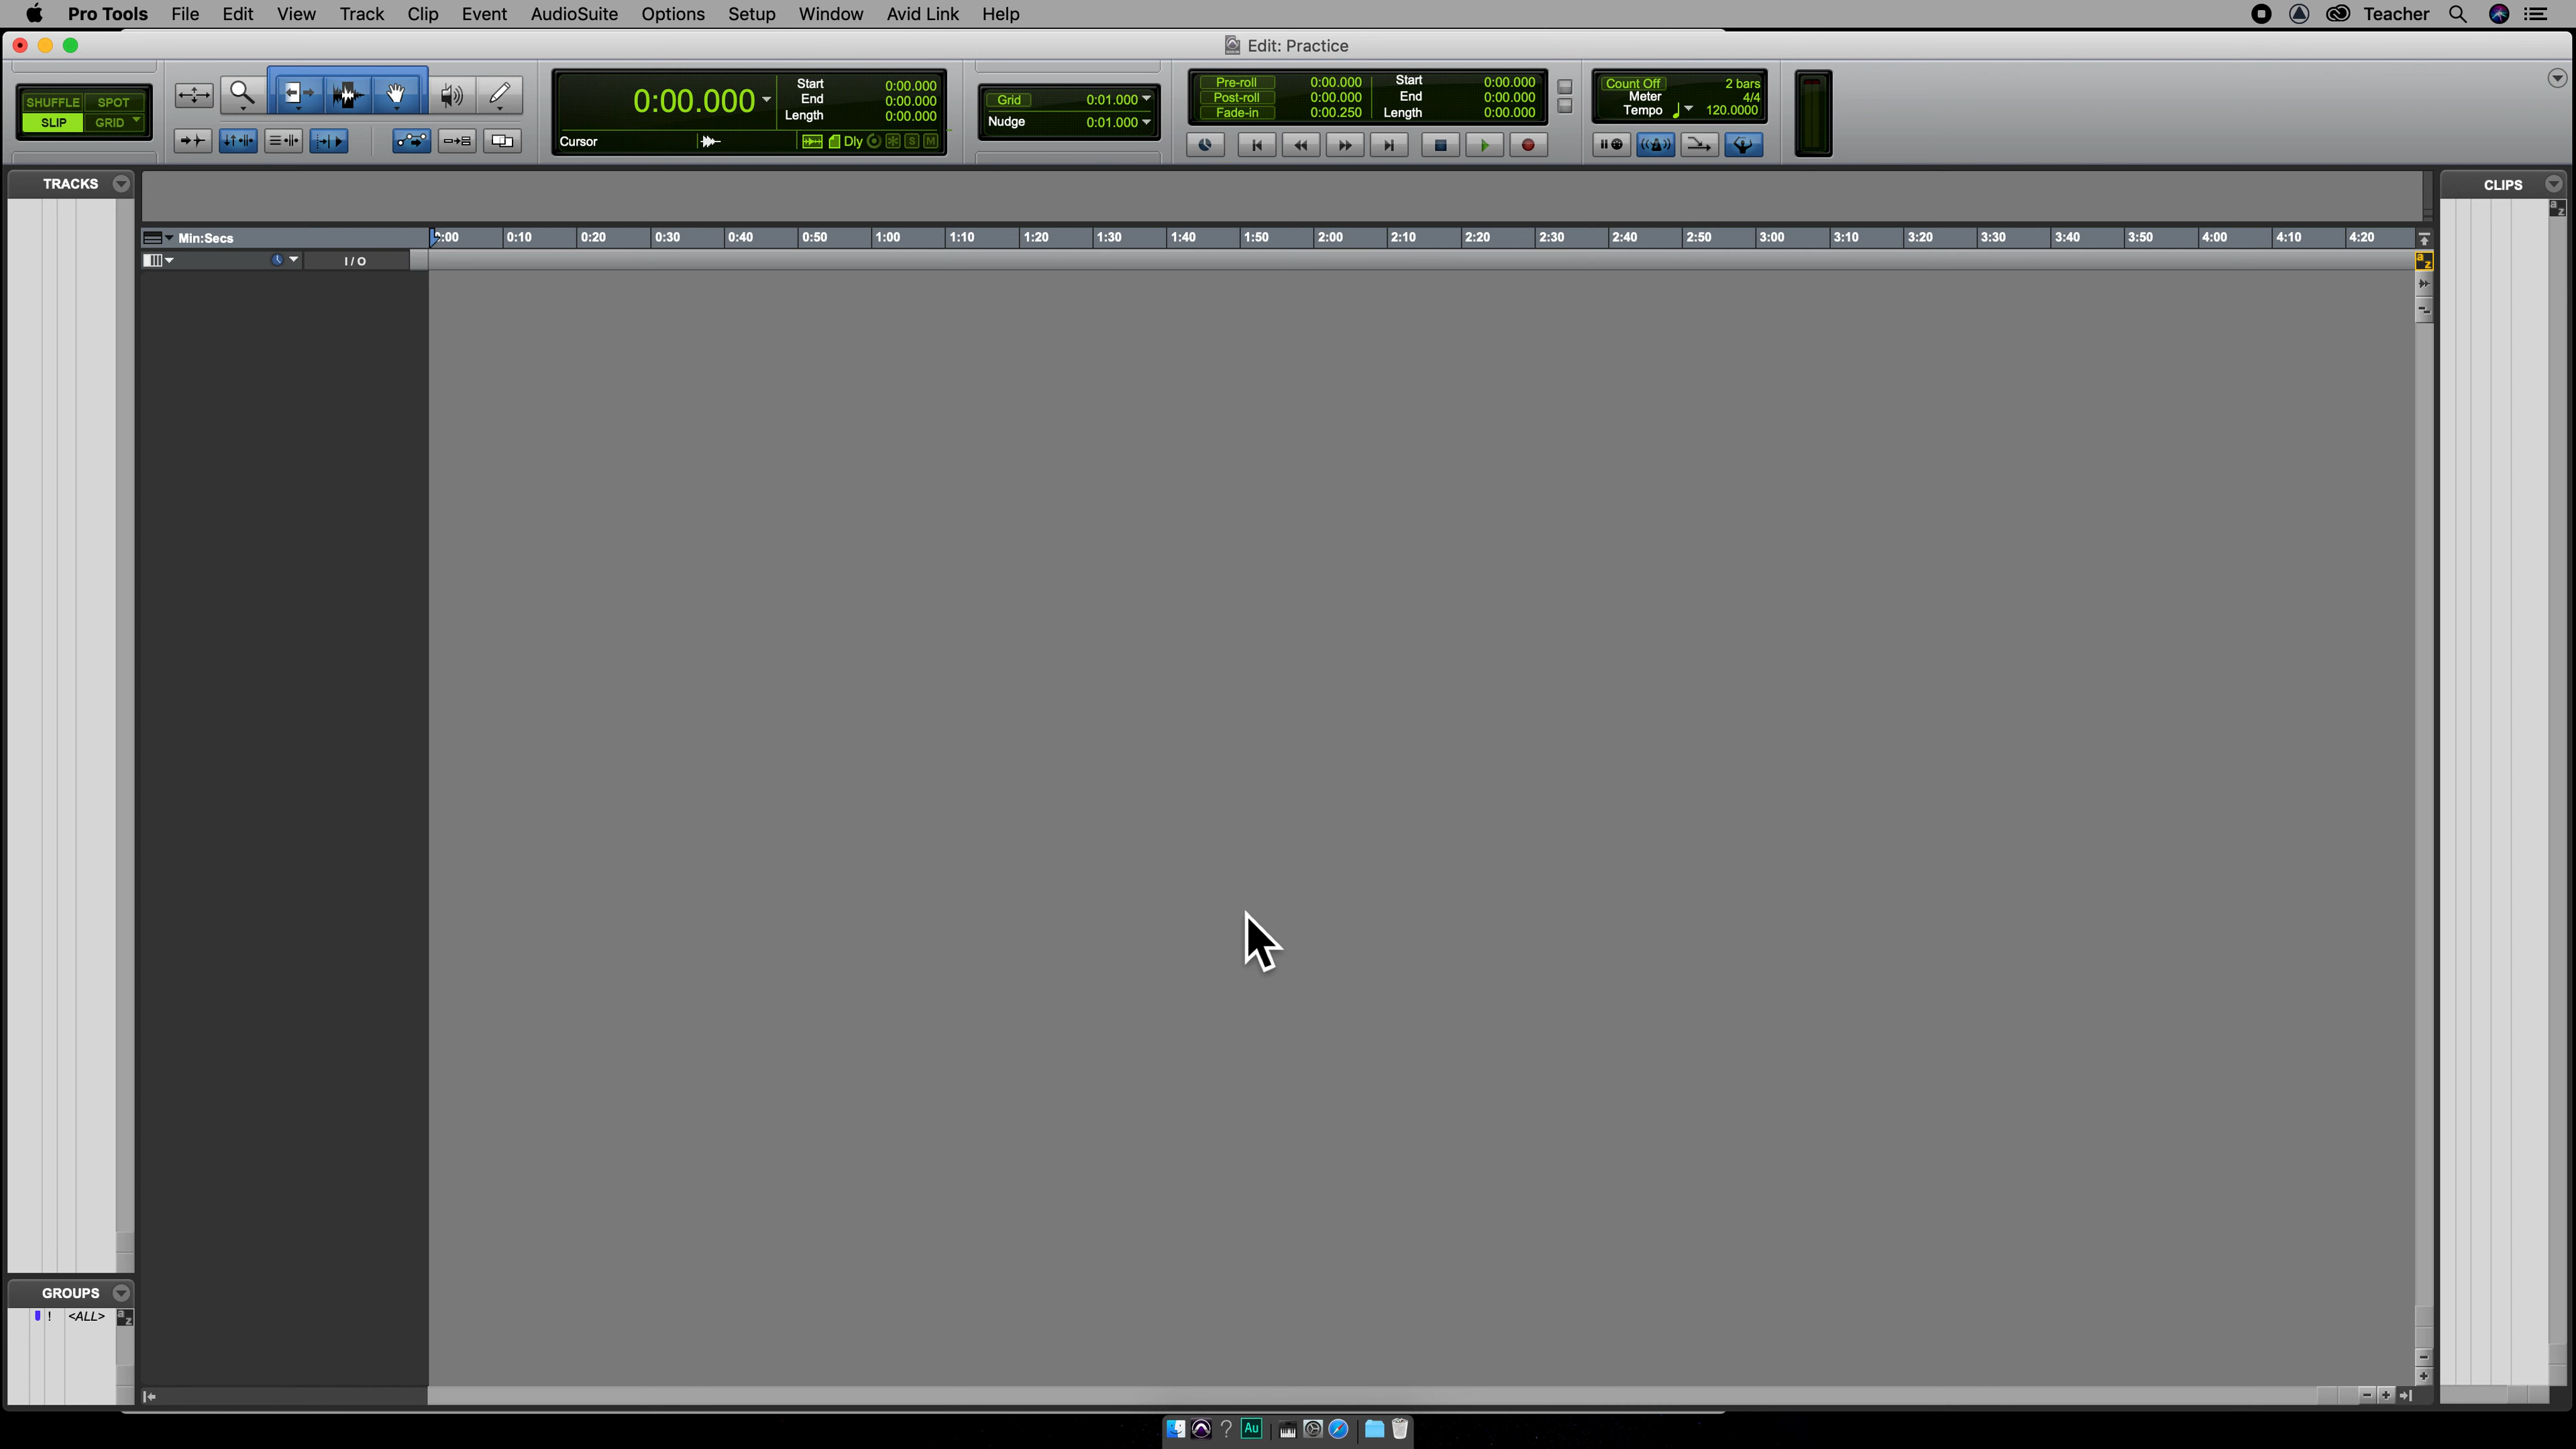 Pro Tools File Edit View Track Clip Event AudioSuite Options Setup Window Avid Link Help Teacher
Edit: Practice
SHUFFLE SPOT
SLIP GRID
0:00.000
Start 0:00.000
End 0:00.000
Length 0:00.000
Cursor Dly S M
Grid 0:01.000
Nudge 0:01.000
Pre-roll 0:00.000 Start 0:00.000
Post-roll 0:00.000 End 0:00.000
Fade-in 0:00.250 Length 0:00.000
Count Off 2 bars
Meter 4/4
Tempo 120.0000
TRACKS
CLIPS
a z
Min:Secs :00 0:10 0:20 0:30 0:40 0:50 1:00 1:10 1:20 1:30 1:40 1:50 2:00 2:10 2:20 2:30 2:40 2:50 3:00 3:10 3:20 3:30 3:40 3:50 4:00 4:10 4:20
I / O
a z
GROUPS
! <ALL> a z
? Au